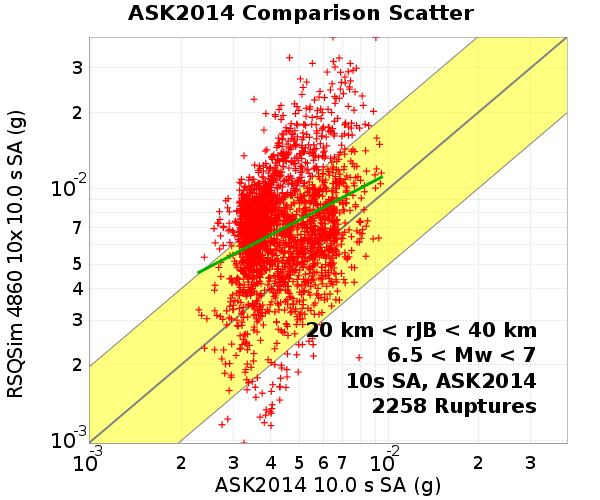 ASK2014 Comparison Scatter
RSQSim 4860 10x 10.0 s SA (g)
3
2
10-2
7
5
4
3
2
10-3
20 km < rJB < 40 km
6.5 < Mw < 7
10s SA, ASK2014
2258 Ruptures
10-3 2 3 4 5 6 7 10-2 2 3
ASK2014 10.0 s SA (g)